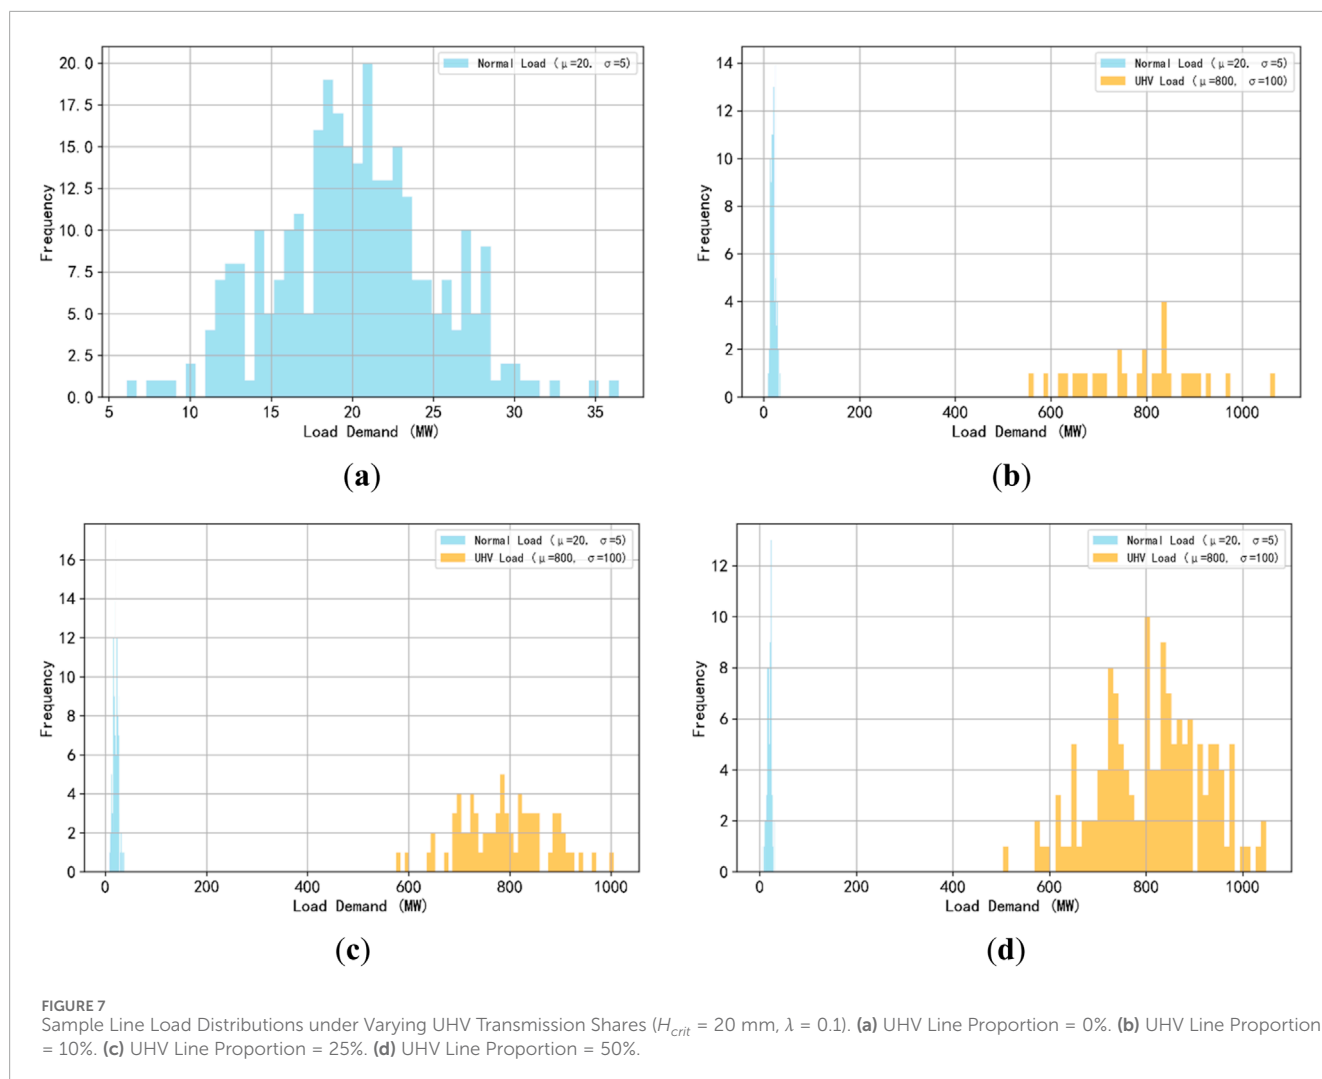 Normal Load (μ=20, σ=5)
20. 0
17. 5
15. 0
12. 5
10. 0
7. 5
5. 0
2. 5
0. 0
Frequency
5 10 15 20 25 30 35
Load Demand (MW)
(a)
Normal Load (μ=20, σ=5)
UHV Load (μ=800, σ=100)
14
12
10
8
6
4
2
0
Frequency
0 200 400 600 800 1000
Load Demand (MW)
(b)
Normal Load (μ=20, σ=5)
UHV Load (μ=800, σ=100)
16
14
12
10
8
6
4
2
0
Frequency
0 200 400 600 800 1000
Load Demand (MW)
(c)
Normal Load (μ=20, σ=5)
UHV Load (μ=800, σ=100)
12
10
8
6
4
2
0
Frequency
0 200 400 600 800 1000
Load Demand (MW)
(d)
FIGURE 7
Sample Line Load Distributions under Varying UHV Transmission Shares (H_crit = 20 mm, λ = 0.1). (a) UHV Line Proportion = 0%. (b) UHV Line Proportion
= 10%. (c) UHV Line Proportion = 25%. (d) UHV Line Proportion = 50%.